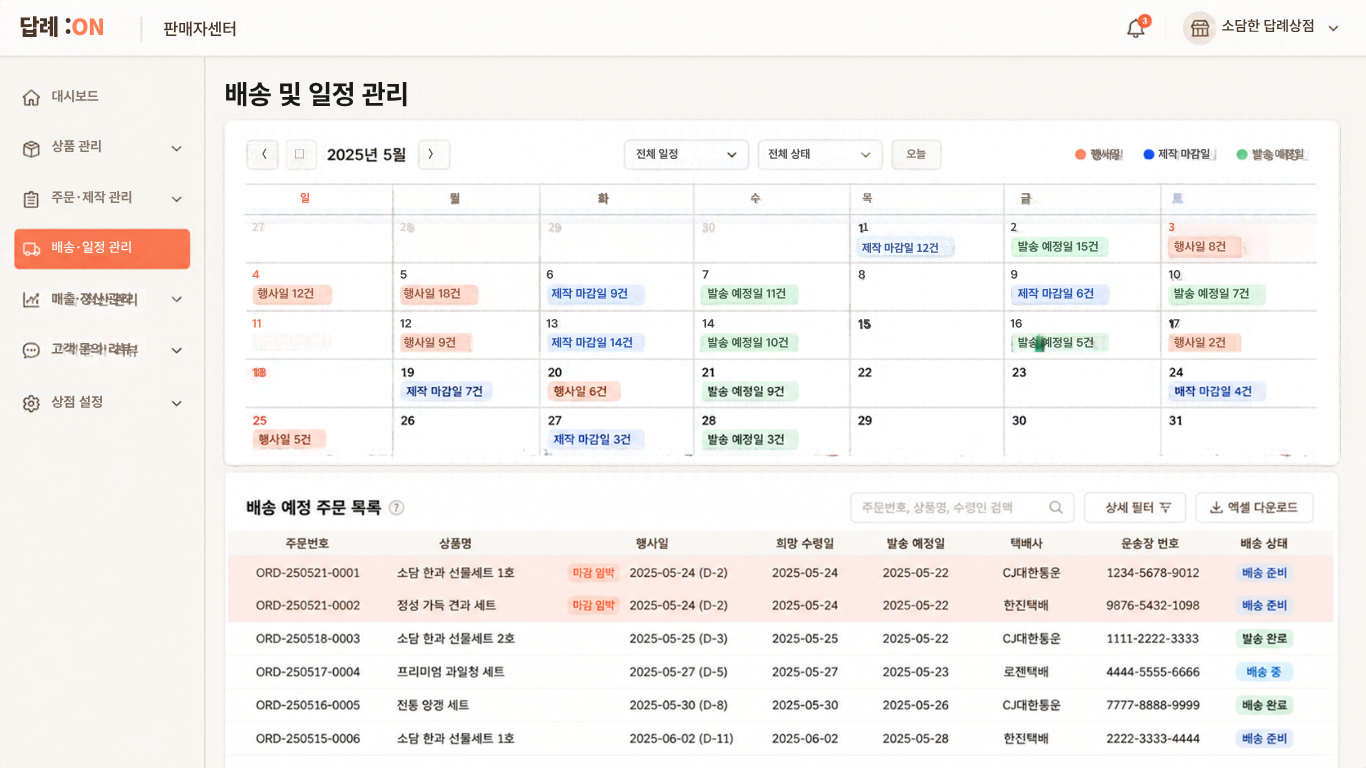 답례 :ON 판매자센터 3 소담한 답례상점
대시보드
상품 관리
주문·제작 관리
배송·일정 관리
상점 설정
배송 및 일정 관리
2025년 5월 전체 일정 전체 상태 오늘 제작 마감일
일 월 화 수 목 금
27 28 29 30 2 3
제작 마감일 12건 발송 예정일 15건 행사일 8건
4 5 6 7 8 9 10
행사일 12건 행사일 18건 제작 마감일 9건 발송 예정일 11건 제작 마감일 6건 발송 예정일 7건
11 12 13 14 15 16 17
행사일 9건 제작 마감일 14건 발송 예정일 10건 발송 예정일 5건 행사일 2건
18 19 20 21 22 23 24
제작 마감일 7건 행사일 6건 발송 예정일 9건 마감일 4건
25 26 27 28 29 30 31
행사일 5건 제작 마감일 3건 발송 예정일 3건
배송 예정 주문 목록 ? 주문번호, 상품명, 수령인 검색 상세 필터 엑셀 다운로드
주문번호 상품명 행사일 희망 수령일 발송 예정일 택배사 운송장 번호 배송 상태
ORD-250521-0001 소담 한과 선물세트 1호 마감 임박 2025-05-24 (D-2) 2025-05-24 2025-05-22 CJ대한통운 1234-5678-9012 배송 준비
ORD-250521-0002 정성 가득 견과 세트 마감 임박 2025-05-24 (D-2) 2025-05-24 2025-05-22 한진택배 9876-5432-1098 배송 준비
ORD-250518-0003 소담 한과 선물세트 2호 2025-05-25 (D-3) 2025-05-25 2025-05-22 CJ대한통운 1111-2222-3333 발송 완료
ORD-250517-0004 프리미엄 과일청 세트 2025-05-27 (D-5) 2025-05-27 2025-05-23 로젠택배 4444-5555-6666 배송 중
ORD-250516-0005 전통 앙갱 세트 2025-05-30 (D-8) 2025-05-30 2025-05-26 CJ대한통운 7777-8888-9999 배송 완료
ORD-250515-0006 소담 한과 선물세트 1호 2025-06-02 (D-11) 2025-06-02 2025-05-28 한진택배 2222-3333-4444 배송 준비